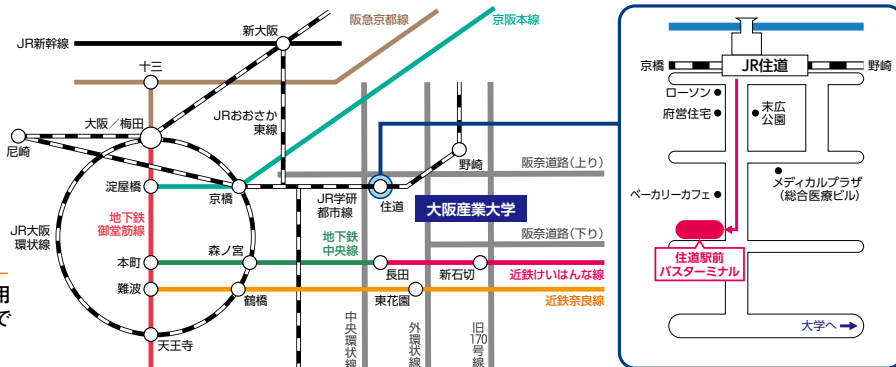 阪急京都線
京阪本線
新大阪
JR新幹線
十三
大阪／梅田
JRおおさか
東線
尼崎
野崎
阪奈道路(上り)
淀屋橋
京橋
JR学研
都市線
住道
大阪産業大学
地下鉄
御堂筋線
JR大阪
環状線
地下鉄
中央線
阪奈道路(下り)
本町
森ノ宮
長田
新石切
近鉄けいはんな線
難波
鶴橋
東花園
近鉄奈良線
天王寺
中央環状線
外環状線
旧170号線
用
で
京橋
JR住道
野崎
ローソン
府営住宅
末広
公園
メディカルプラザ
(総合医療ビル)
ベーカリーカフェ
住道駅前
バスターミナル
大学へ